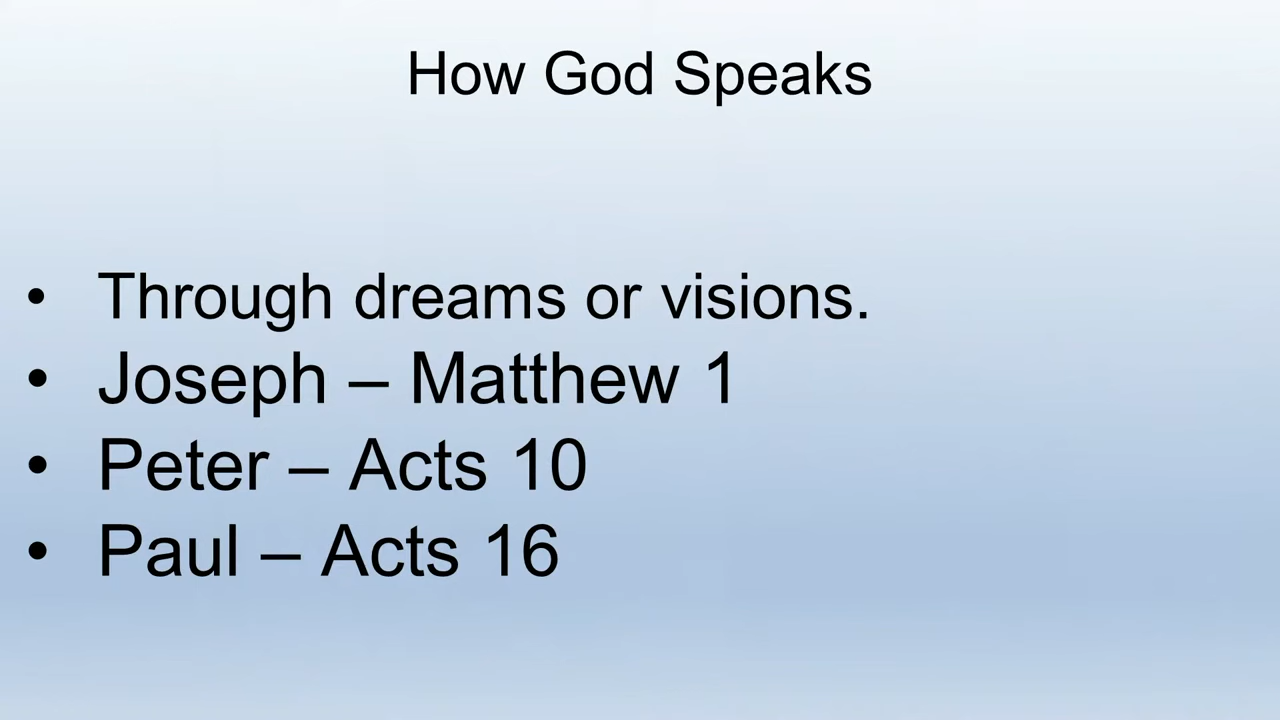 How God Speaks
• Through dreams or visions.
• Joseph – Matthew 1
• Peter – Acts 10
• Paul – Acts 16